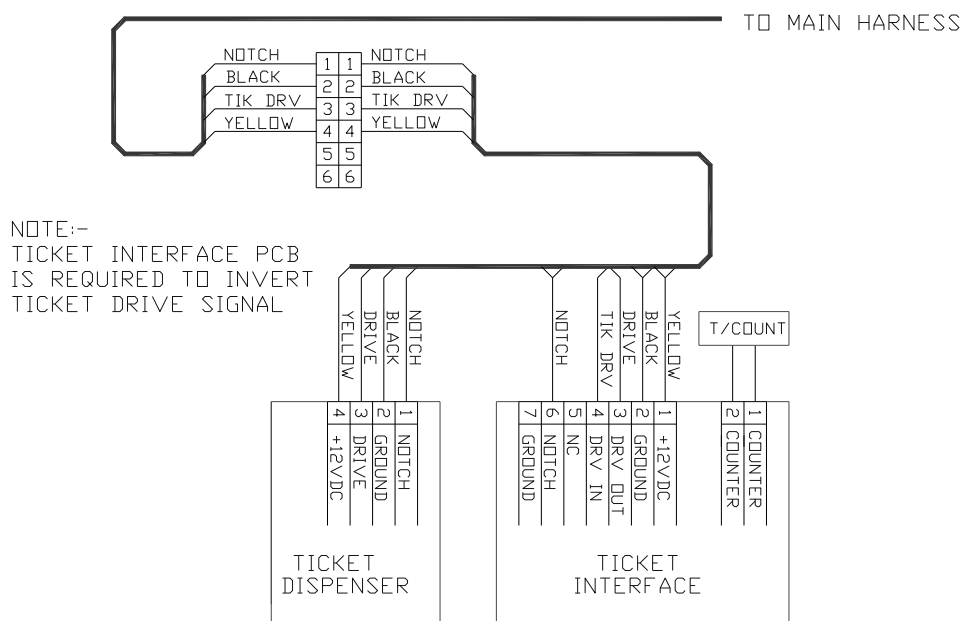 TO MAIN HARNESS
NOTCH 1 1 NOTCH
BLACK 2 2 BLACK
TIK DRV 3 3 TIK DRV
YELLOW 4 4 YELLOW
5 5
6 6
NOTE:-
TICKET INTERFACE PCB
IS REQUIRED TO INVERT
TICKET DRIVE SIGNAL
YELLOW
DRIVE
BLACK
NOTCH
NOTCH
TIK DRV
DRIVE
BLACK
YELLOW
T/COUNT
4 +12VDC
3 DRIVE
2 GROUND
1 NOTCH
TICKET
DISPENSER
7 GROUND
6 NOTCH
5 NC
4 DRV IN
3 DRV OUT
2 GROUND
1 +12VDC
2 COUNTER
1 COUNTER
TICKET
INTERFACE